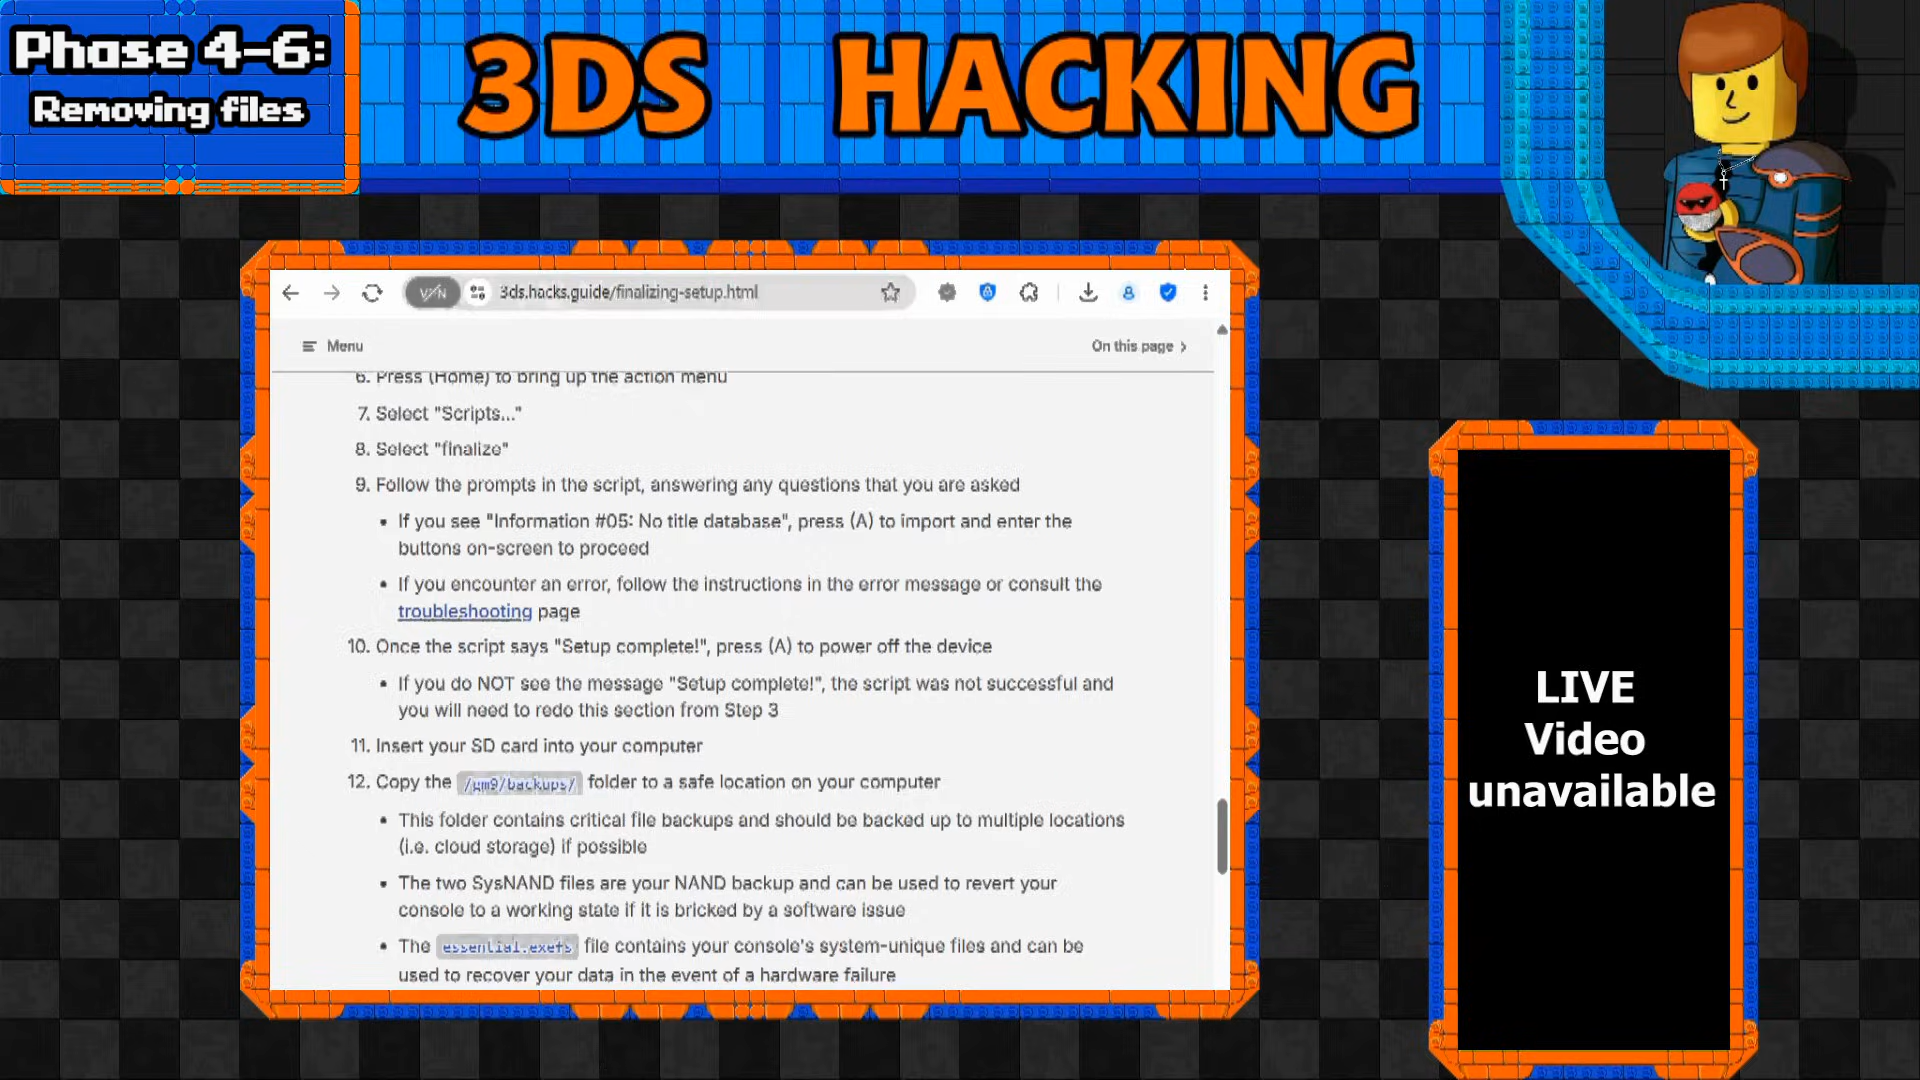 Phase 4-6:
Removing files
3DS HACKING
V/N
3ds.hacks.guide/finalizing-setup.html
Menu
On this page
6. Press (Home) to bring up the action menu
7. Select "Scripts..."
8. Select "finalize"
9. Follow the prompts in the script, answering any questions that you are asked
• If you see "Information #05: No title database", press (A) to import and enter the
buttons on-screen to proceed
• If you encounter an error, follow the instructions in the error message or consult the
troubleshooting page
10. Once the script says "Setup complete!", press (A) to power off the device
• If you do NOT see the message "Setup complete!", the script was not successful and
you will need to redo this section from Step 3
11. Insert your SD card into your computer
12. Copy the /gm9/backups/ folder to a safe location on your computer
• This folder contains critical file backups and should be backed up to multiple locations
(i.e. cloud storage) if possible
• The two SysNAND files are your NAND backup and can be used to revert your
console to a working state if it is bricked by a software issue
• The essential.exefs file contains your console's system-unique files and can be
used to recover your data in the event of a hardware failure
LIVE
Video
unavailable